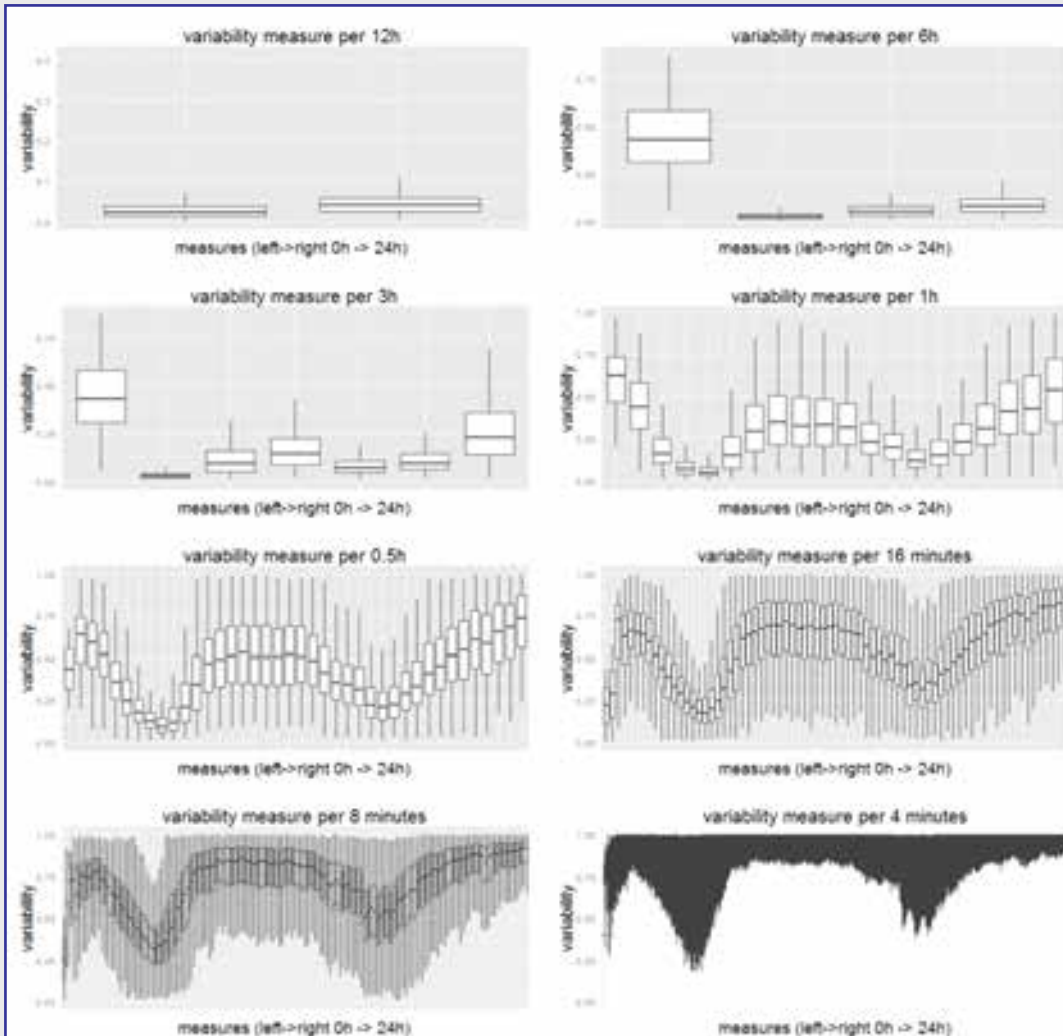 variability measure per 12h
variability
measures (left->right 0h -> 24h)
variability measure per 6h
variability
measures (left->right 0h -> 24h)
variability measure per 3h
variability
measures (left->right 0h -> 24h)
variability measure per 1h
variability
measures (left->right 0h -> 24h)
variability measure per 0.5h
variability
measures (left->right 0h -> 24h)
variability measure per 16 minutes
variability
measures (left->right 0h -> 24h)
variability measure per 8 minutes
variability
measures (left->right 0h -> 24h)
variability measure per 4 minutes
variability
measures (left->right 0h -> 24h)